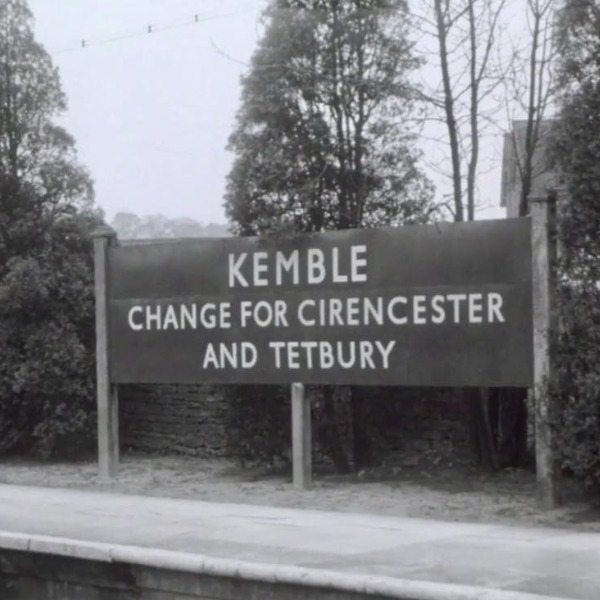 KEMBLE
CHANGE FOR CIRENCESTER
AND TETBURY